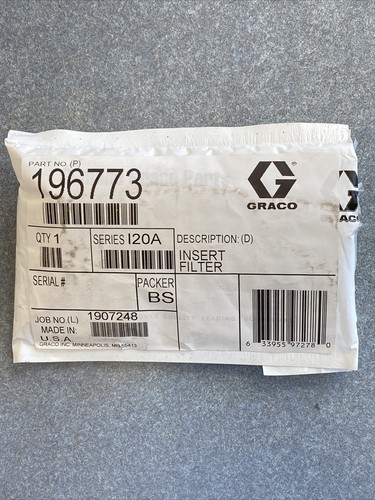 PART NO. (P)
196773
GRACO
GRACO
QTY 1
SERIES I20A
DESCRIPTION: (D)
INSERT
FILTER
SERIAL #
PACKER
BS
JOB NO. (L) 1907248
MADE IN:
U.S.A
GRACO INC. MINNEAPOLIS, MN 55413
6 33955 97278 0